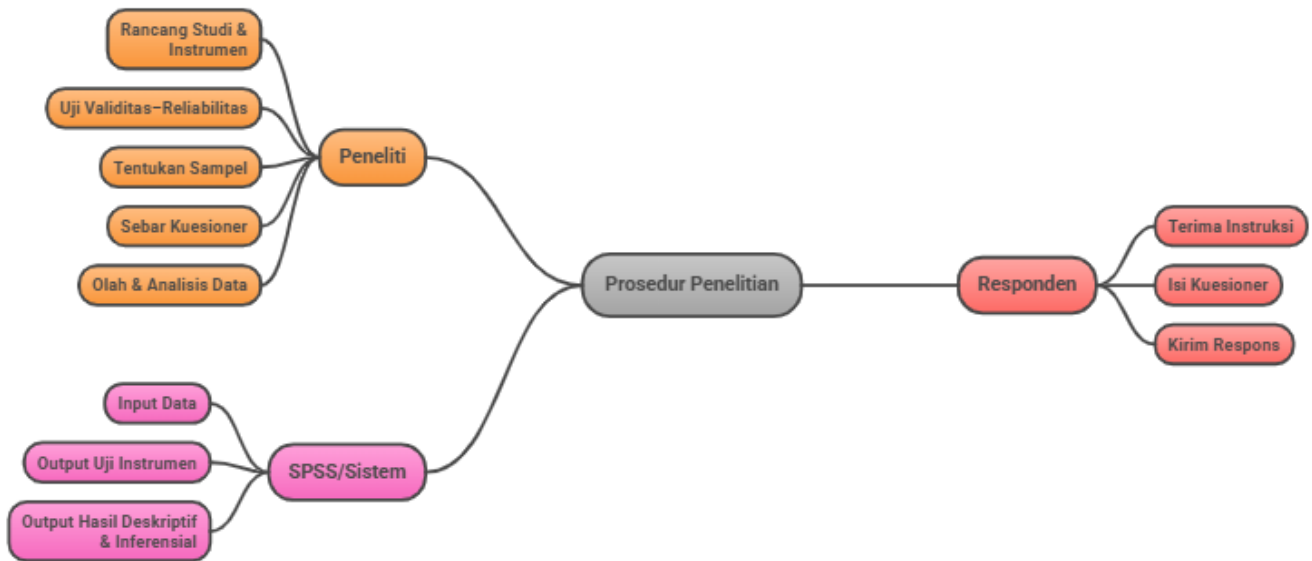 Rancang Studi &
Instrumen
Uji Validitas–Reliabilitas
Tentukan Sampel
Sebar Kuesioner
Olah & Analisis Data
Peneliti
Input Data
Output Uji Instrumen
Output Hasil Deskriptif
& Inferensial
SPSS/Sistem
Prosedur Penelitian
Responden
Terima Instruksi
Isi Kuesioner
Kirim Respons